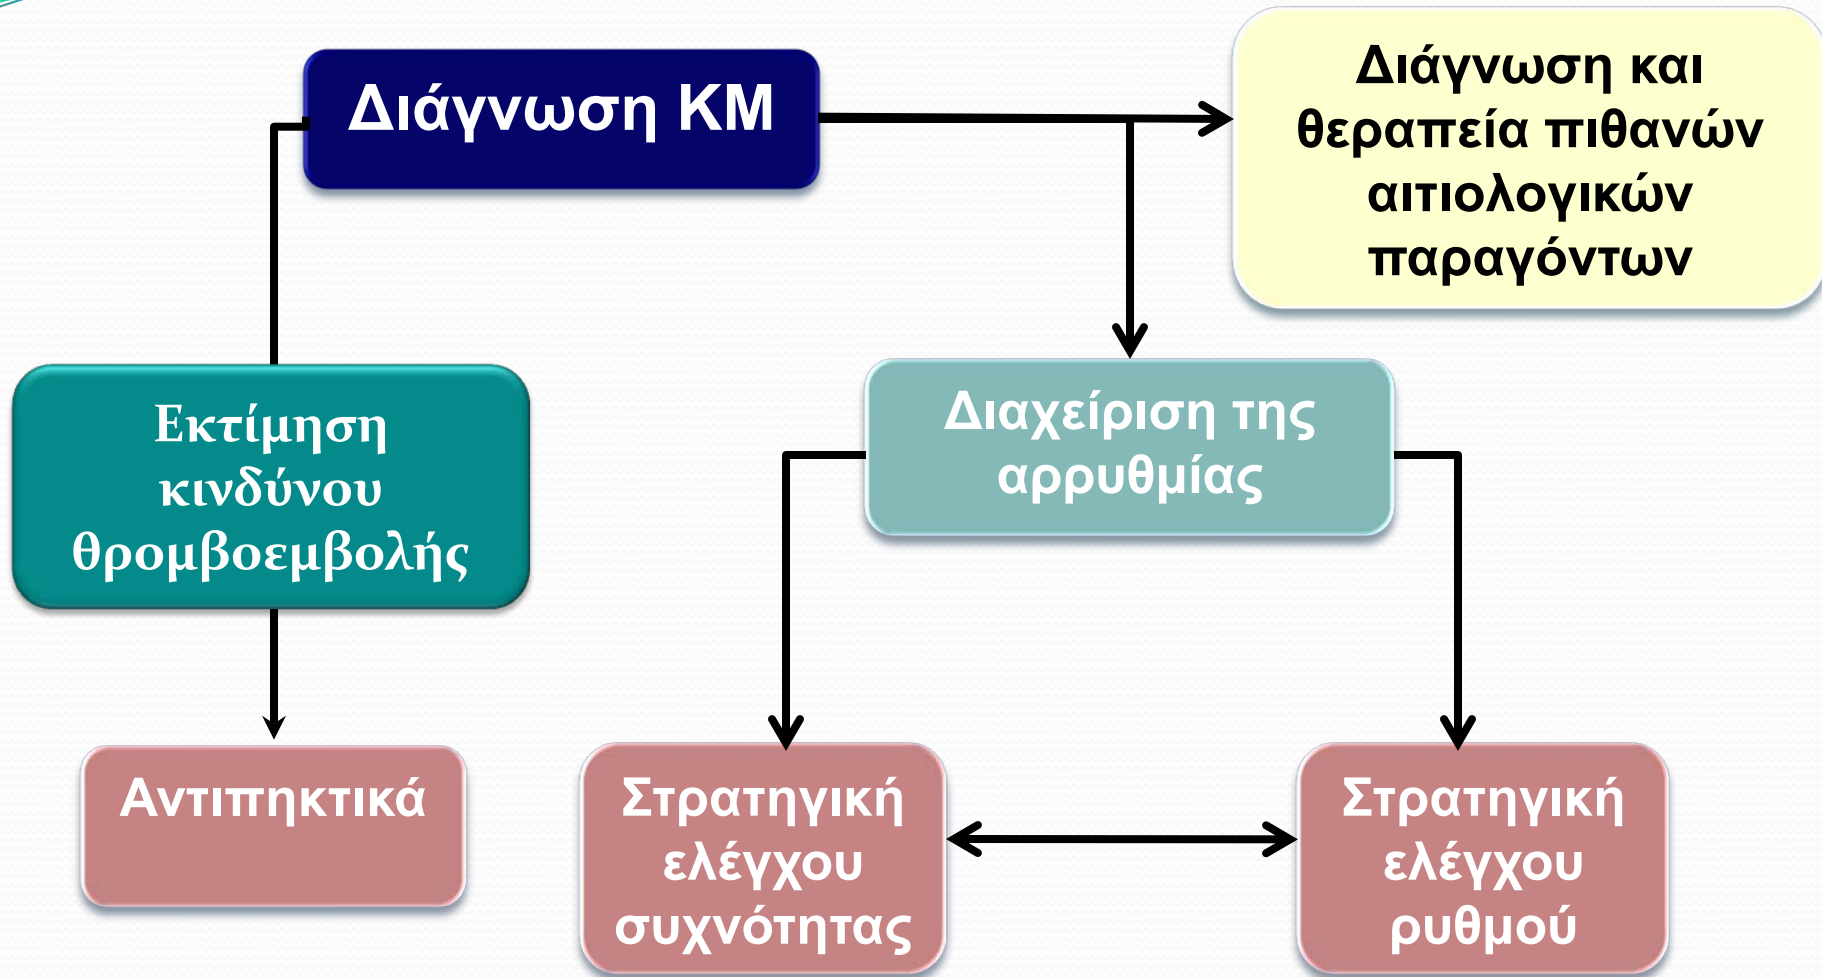 Διάγνωση ΚΜ
Διάγνωση και
θεραπεία πιθανών
αιτιολογικών
παραγόντων
Εκτίμηση
κινδύνου
θρομβοεμβολής
Διαχείριση της
αρρυθμίας
Αντιπηκτικά
Στρατηγική
ελέγχου
συχνότητας
Στρατηγική
ελέγχου
ρυθμού